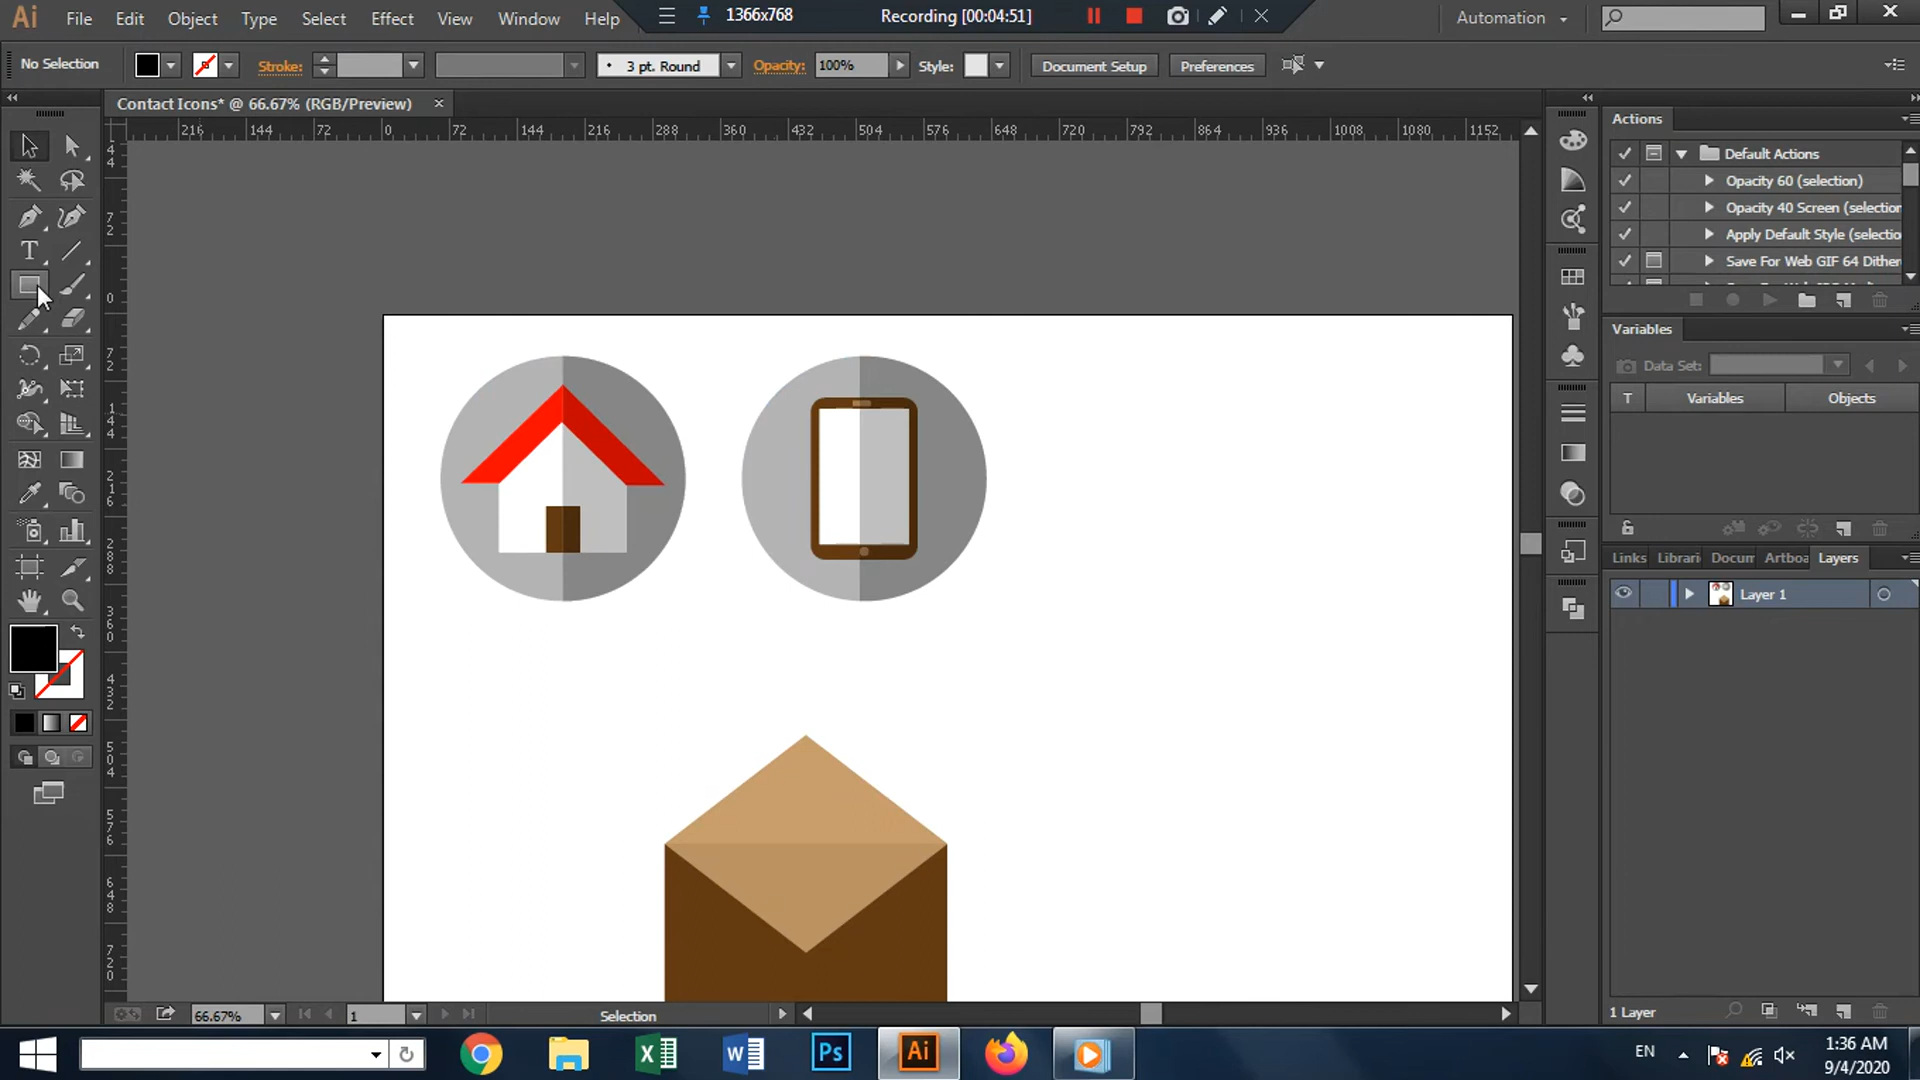 Ai File Edit Object Type Select Effect View Window Help 1366x768 Recording [00:04:51] Automation
No Selection Stroke: 3 pt. Round Opacity: 100% Style: Document Setup Preferences
Contact Icons* @ 66.67% (RGB/Preview)
216 144 72 0 72 144 216 288 360 432 504 576 648 720 792 864 936 1008 1080 1152
Actions
Default Actions
Opacity 60 (selection)
Opacity 40 Screen (selection
Apply Default Style (selectio
Save For Web GIF 64 Dither
Variables
Data Set:
T Variables Objects
Links Librari Docum Artboa Layers
Layer 1
66.67% 1 Selection 1 Layer
Ps Ai EN 1:36 AM
9/4/2020